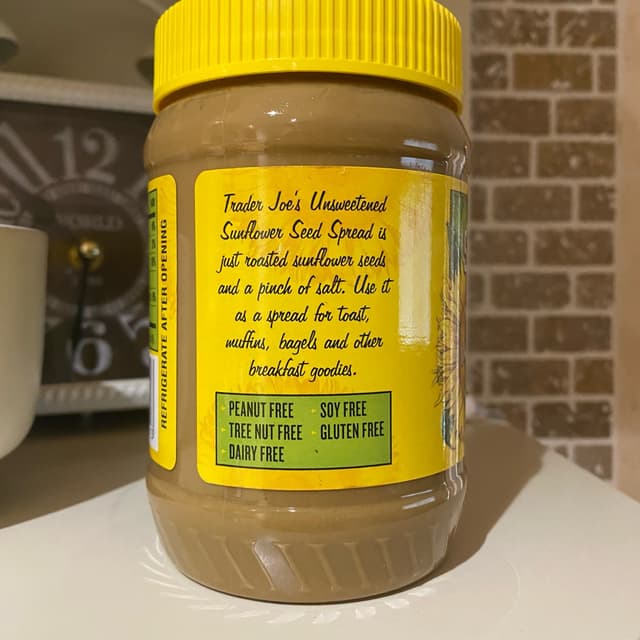 Trader Joe's Unsweetened
Sunflower Seed Spread is
just roasted sunflower seeds
and a pinch of salt. Use it
as a spread for toast,
muffins, bagels and other
breakfast goodies.
PEANUT FREE
SOY FREE
TREE NUT FREE
GLUTEN FREE
DAIRY FREE
REFRIGERATE AFTER OPENING
12
WORLD
6